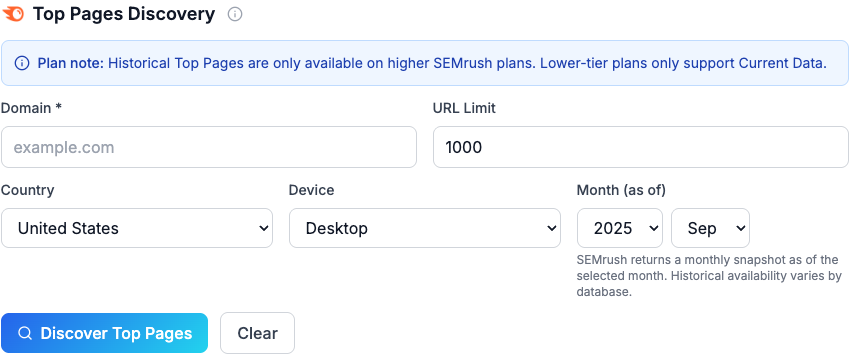 Top Pages Discovery
Plan note: Historical Top Pages are only available on higher SEMrush plans. Lower-tier plans only support Current Data.
Domain *
URL Limit
example.com
1000
Country
Device
Month (as of)
United States
Desktop
2025
Sep
SEMrush returns a monthly snapshot as of the
selected month. Historical availability varies by
database.
Discover Top Pages
Clear